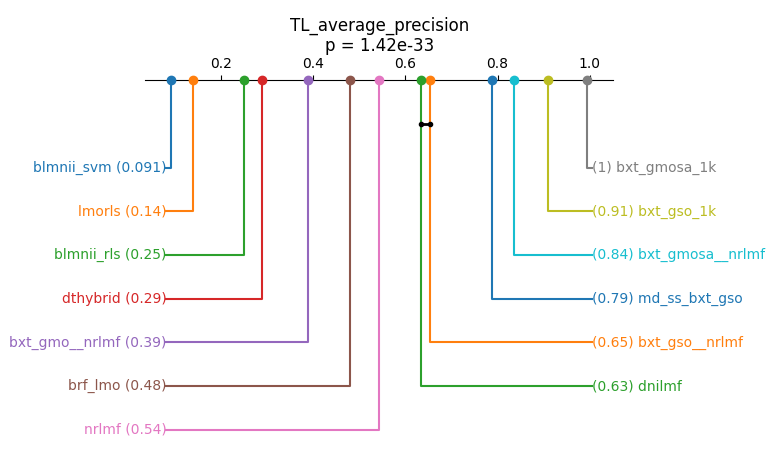 TL_average_precision
p = 1.42e-33
0.2 0.4 0.6 0.8 1.0
blmnii_svm (0.091)
(1) bxt_gmosa_1k
lmorls (0.14)
(0.91) bxt_gso_1k
blmnii_rls (0.25)
(0.84) bxt_gmosa__nrlmf
dthybrid (0.29)
(0.79) md_ss_bxt_gso
bxt_gmo__nrlmf (0.39)
(0.65) bxt_gso__nrlmf
brf_lmo (0.48)
(0.63) dnilmf
nrlmf (0.54)